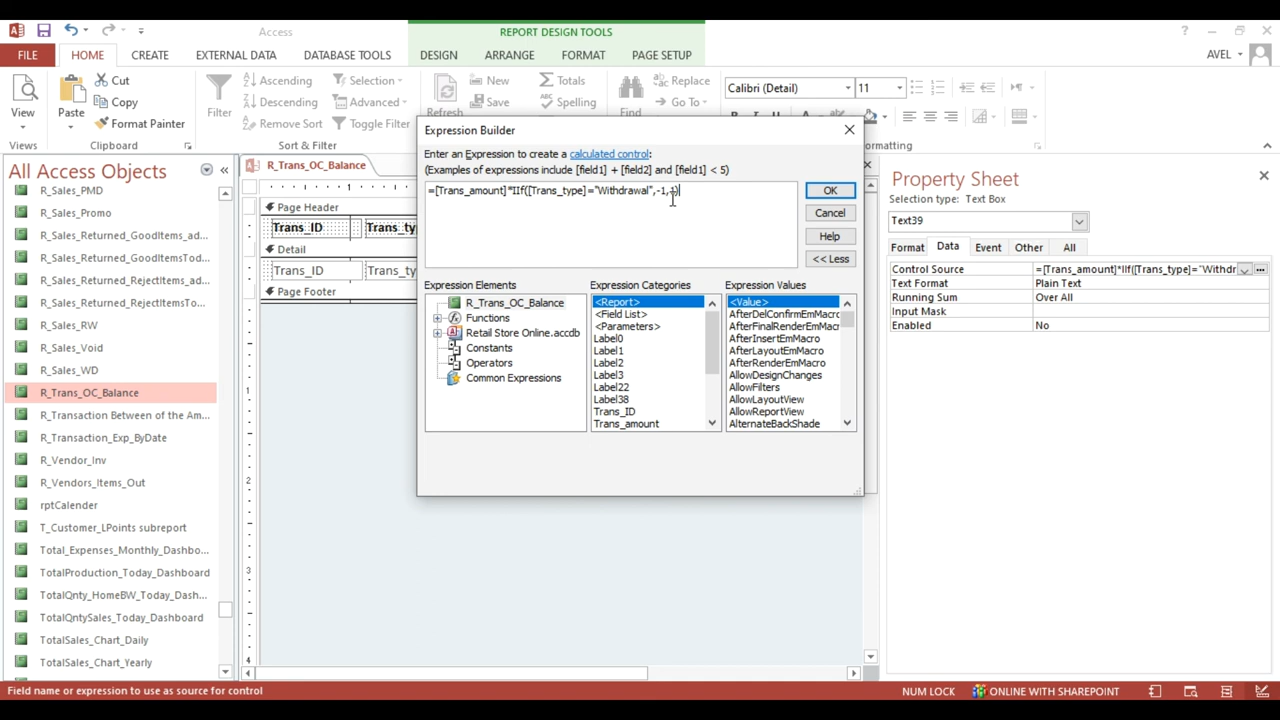 REPORT DESIGN TOOLS
Access
FILE HOME CREATE EXTERNAL DATA DATABASE TOOLS DESIGN ARRANGE FORMAT PAGE SETUP AVEL
View
Views
Paste
Cut
Copy
Format Painter
Clipboard
Filter
Ascending
Descending
Remove Sort
Selection
Advanced
Toggle Filter
Sort & Filter
Refresh
New
Save
Totals
Spelling
Find
Replace
Go To
Calibri (Detail) 11
All Access Objects
R_Sales_PMD
R_Sales_Promo
R_Sales_Returned_GoodItems_ad...
R_Sales_Returned_GoodItemsTod...
R_Sales_Returned_RejectItems_ad...
R_Sales_Returned_RejectItemsTo...
R_Sales_RW
R_Sales_Void
R_Sales_WD
R_Trans_OC_Balance
R_Transaction Between of the Am...
R_Transaction_Exp_ByDate
R_Vendor_Inv
R_Vendors_Items_Out
rptCalender
T_Customer_LPoints subreport
Total_Expenses_Monthly_Dashbo...
TotalProduction_Today_Dashboard
TotalQnty_HomeBW_Today_Dash...
TotalQntySales_Today_Dashboard
TotalSales_Chart_Daily
TotalSales_Chart_Yearly
R_Trans_OC_Balance
1
Page Header
Trans_ID Trans_ty
Detail
Trans_ID Trans_ty
Page Footer
2
3
4
Expression Builder
Enter an Expression to create a calculated control:
(Examples of expressions include [field1] + [field2] and [field1] < 5)
=[Trans_amount]*IIf([Trans_type]="Withdrawal",-1,1)
OK
Cancel
Help
<< Less
Expression Elements
R_Trans_OC_Balance
Functions
Retail Store Online.accdb
Constants
Operators
Common Expressions
Expression Categories
<Report>
<Field List>
<Parameters>
Label0
Label1
Label2
Label3
Label22
Label38
Trans_ID
Trans_amount
Expression Values
<Value>
AfterDelConfirmEmMacro
AfterFinalRenderEmMacr
AfterInsertEmMacro
AfterLayoutEmMacro
AfterRenderEmMacro
AllowDesignChanges
AllowFilters
AllowLayoutView
AllowReportView
AlternateBackShade
Property Sheet
Selection type: Text Box
Text39
Format Data Event Other All
Control Source =[Trans_amount]*IIf([Trans_type]="Withdr
Text Format Plain Text
Running Sum Over All
Input Mask
Enabled No
Field name or expression to use as source for control
NUM LOCK ONLINE WITH SHAREPOINT